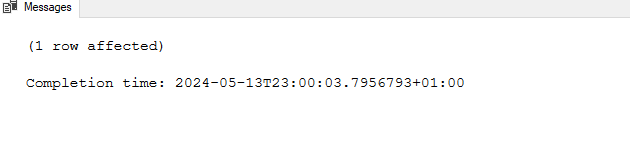 Messages
(1 row affected)
Completion time: 2024-05-13T23:00:03.7956793+01:00